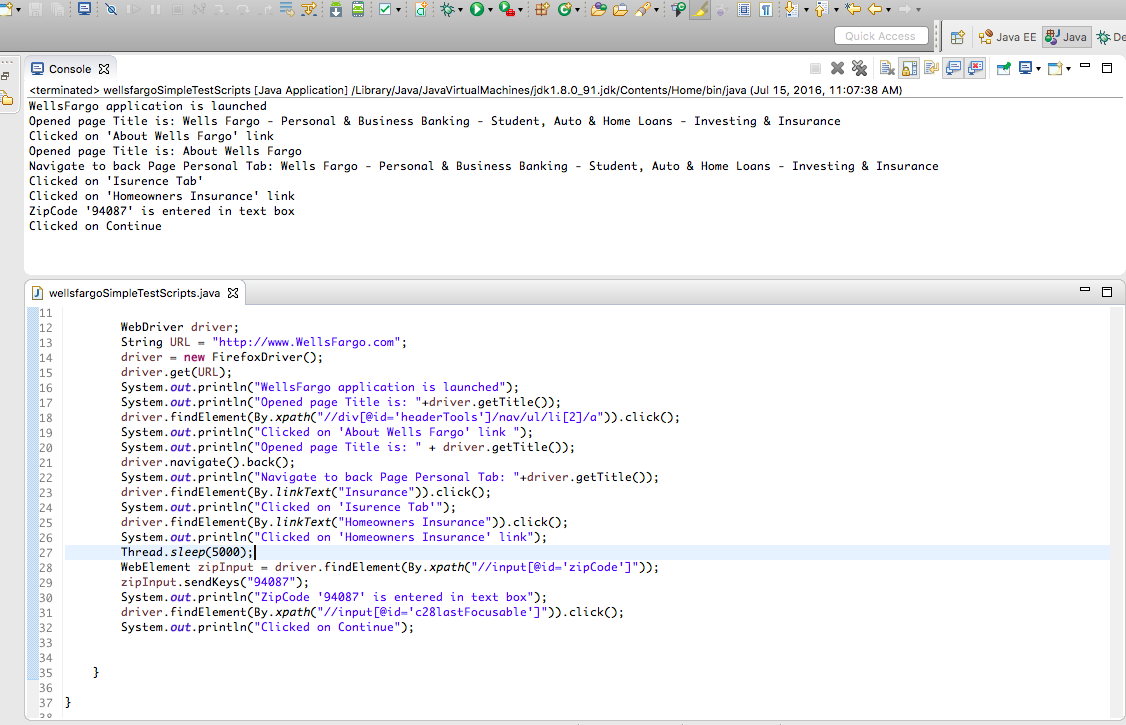 Quick Access
Java EE
Java
De
Console
<terminated> wellsfargoSimpleTestScripts [Java Application] /Library/Java/JavaVirtualMachines/jdk1.8.0_91.jdk/Contents/Home/bin/java (Jul 15, 2016, 11:07:38 AM)
WellsFargo application is launched
Opened page Title is: Wells Fargo - Personal & Business Banking - Student, Auto & Home Loans - Investing & Insurance
Clicked on 'About Wells Fargo' link
Opened page Title is: About Wells Fargo
Navigate to back Page Personal Tab: Wells Fargo - Personal & Business Banking - Student, Auto & Home Loans - Investing & Insurance
Clicked on 'Isurence Tab'
Clicked on 'Homeowners Insurance' link
ZipCode '94087' is entered in text box
Clicked on Continue
wellsfargoSimpleTestScripts.java
11
12 WebDriver driver;
13 String URL = "http://www.WellsFargo.com";
14 driver = new FirefoxDriver();
15 driver.get(URL);
16 System.out.println("WellsFargo application is launched");
17 System.out.println("Opened page Title is: "+driver.getTitle());
18 driver.findElement(By.xpath("//div[@id='headerTools']/nav/ul/li[2]/a")).click();
19 System.out.println("Clicked on 'About Wells Fargo' link ");
20 System.out.println("Opened page Title is: " + driver.getTitle());
21 driver.navigate().back();
22 System.out.println("Navigate to back Page Personal Tab: "+driver.getTitle());
23 driver.findElement(By.linkText("Insurance")).click();
24 System.out.println("Clicked on 'Isurence Tab'");
25 driver.findElement(By.linkText("Homeowners Insurance")).click();
26 System.out.println("Clicked on 'Homeowners Insurance' link");
27 Thread.sleep(5000);
28 WebElement zipInput = driver.findElement(By.xpath("//input[@id='zipCode']"));
29 zipInput.sendKeys("94087");
30 System.out.println("ZipCode '94087' is entered in text box");
31 driver.findElement(By.xpath("//input[@id='c28lastFocusable']")).click();
32 System.out.println("Clicked on Continue");
33
34
35 }
36
37 }
38